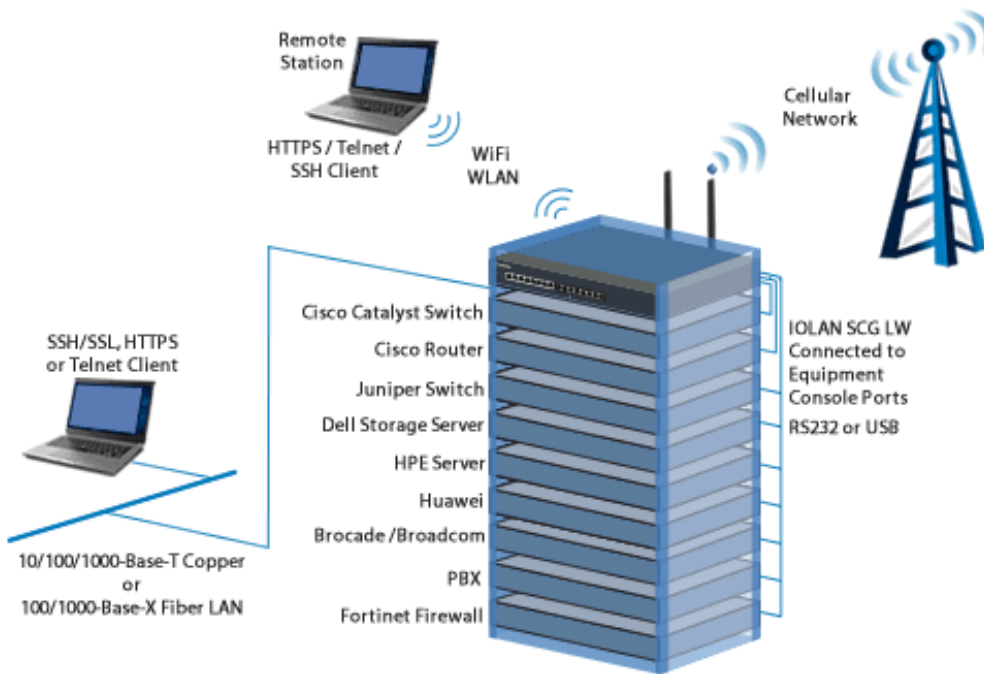 Remote
Station
HTTPS / Telnet /
SSH Client
WiFi
WLAN
Cellular
Network
SSH/SSL, HTTPS
or Telnet Client
10/100/1000-Base-T Copper
or
100/1000-Base-X Fiber LAN
Cisco Catalyst Switch
Cisco Router
Juniper Switch
Dell Storage Server
HPE Server
Huawei
Brocade /Broadcom
PBX
Fortinet Firewall
IOLAN SCG LW
Connected to
Equipment
Console Ports
RS232 or USB